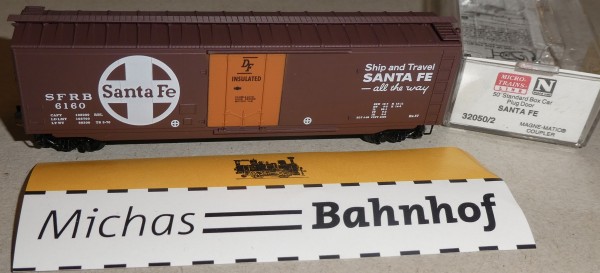 Santa Fe
SFRB
6160
DF
INSULATED
Ship and Travel
SANTA FE
all the way
MICRO-TRAINS
LINE
N
50' Standard Box Car
Plug Door
SANTA FE
32050/2
MAGNE-MATIC®
COUPLER
Michas Bahnhof